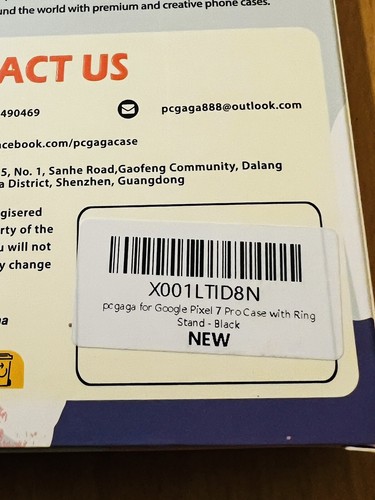 und the world with premium and creative phone cases.
ACT US
490469
pcgaga888@outlook.com
acebook.com/pcgagacase
5, No. 1, Sanhe Road,Gaofeng Community, Dalang
a District, Shenzhen, Guangdong
gisered
rty of the
u will not
y change
X001LTID8N
pcgaga for Google Pixel 7 Pro Case with Ring
Stand - Black
NEW
na